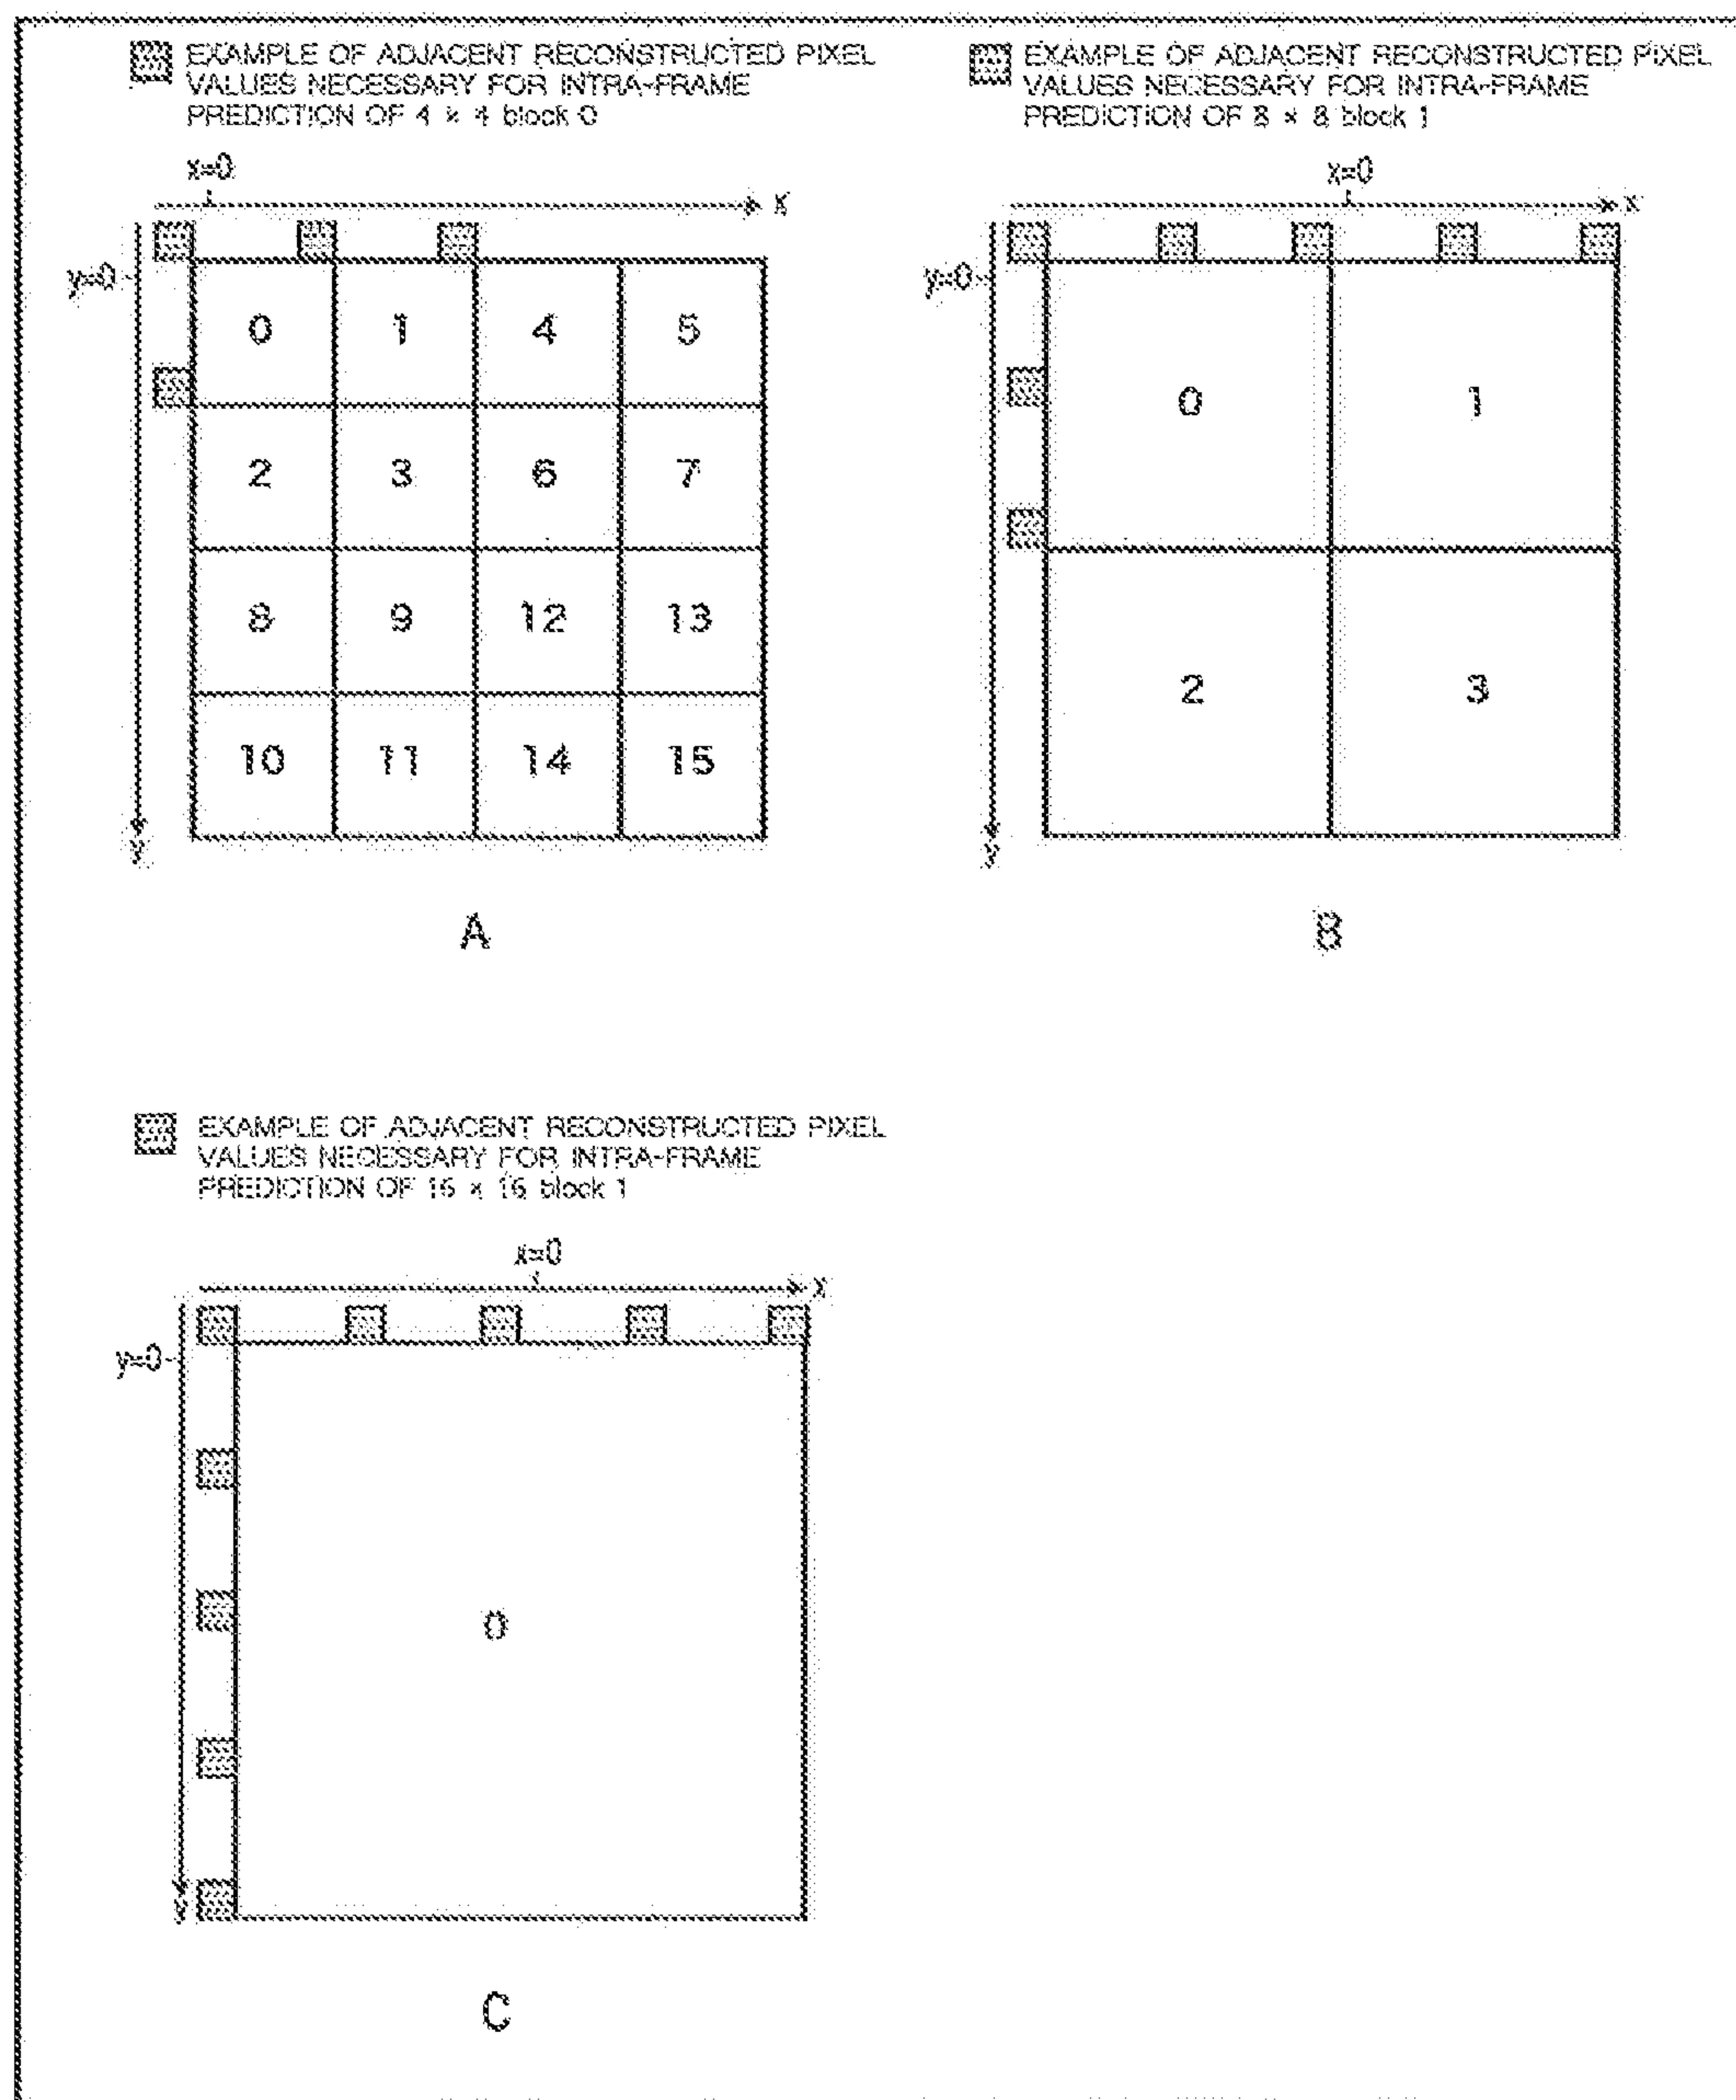 EXAMPLE OF ADJACENT RECONSTRUCTED PIXEL
VALUES NECESSARY FOR INTRA-FRAME
PREDICTION OF 4 × 4 block 0
x=0
x
y=0
0 1 4 5
2 3 6 7
8 9 12 13
10 11 14 15
y
A
EXAMPLE OF ADJACENT RECONSTRUCTED PIXEL
VALUES NECESSARY FOR INTRA-FRAME
PREDICTION OF 8 × 8 block 1
x=0
x
y=0
0 1
2 3
y
B
EXAMPLE OF ADJACENT RECONSTRUCTED PIXEL
VALUES NECESSARY FOR INTRA-FRAME
PREDICTION OF 16 × 16 block 1
x=0
x
y=0
0
y
C